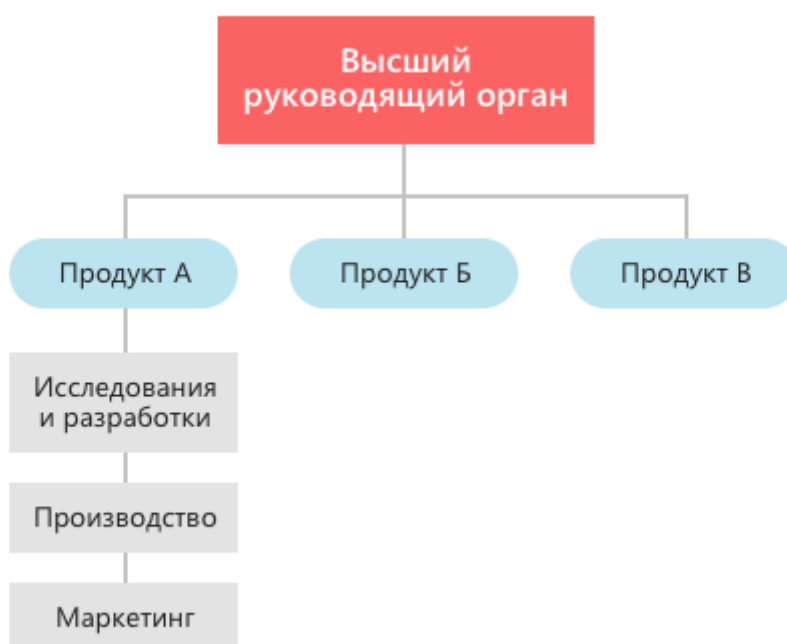 Высший
руководящий орган
Продукт А
Продукт Б
Продукт В
Исследования
и разработки
Производство
Маркетинг